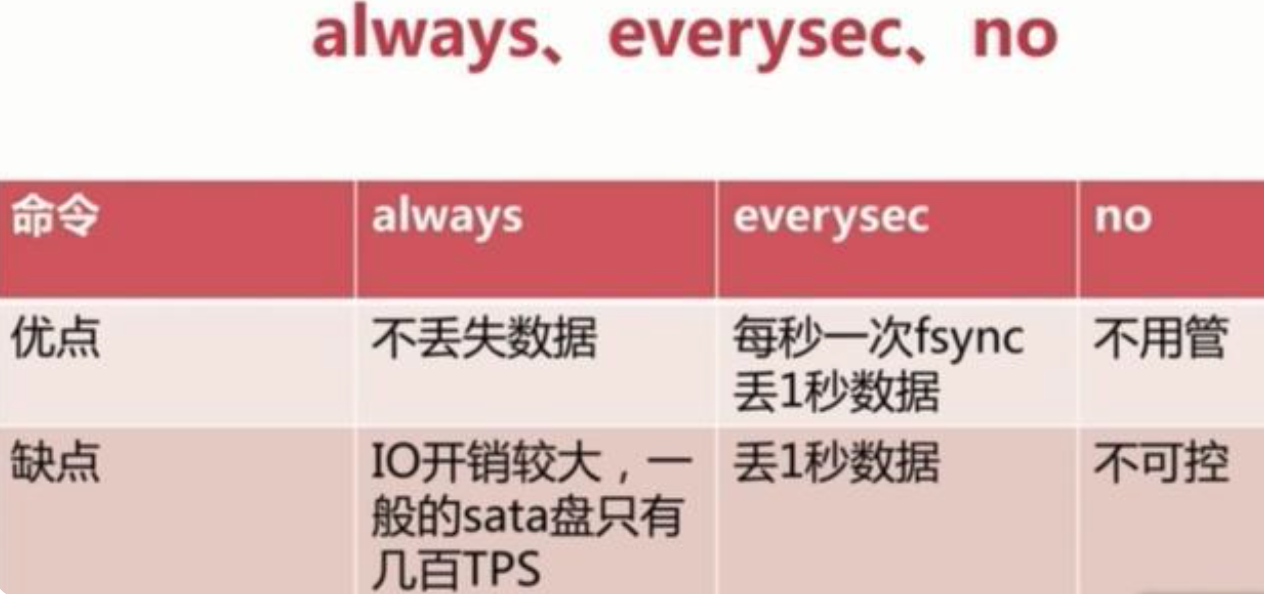 always、everysec、no
命令 always everysec no
优点 不丢失数据 每秒一次fsync 不用管
丢1秒数据
缺点 IO开销较大，一 丢1秒数据 不可控
般的sata盘只有
几百TPS